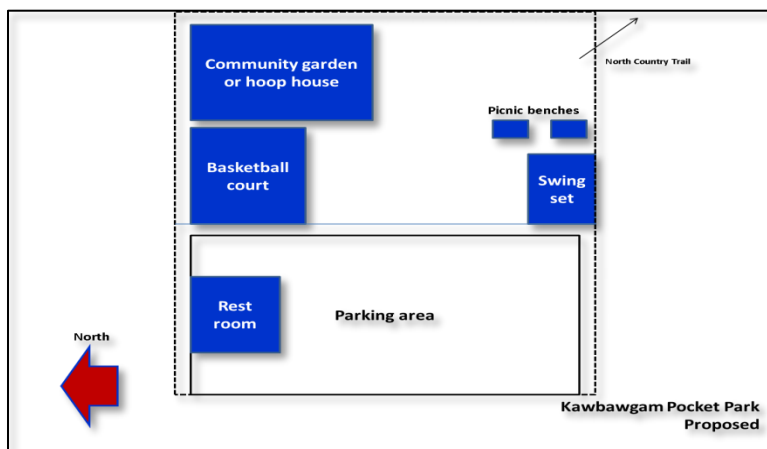 Community garden
or hoop house
North Country Trail
Picnic benches
Basketball
court
Swing
set
Rest
room
Parking area
North
Kawbawgam Pocket Park
Proposed